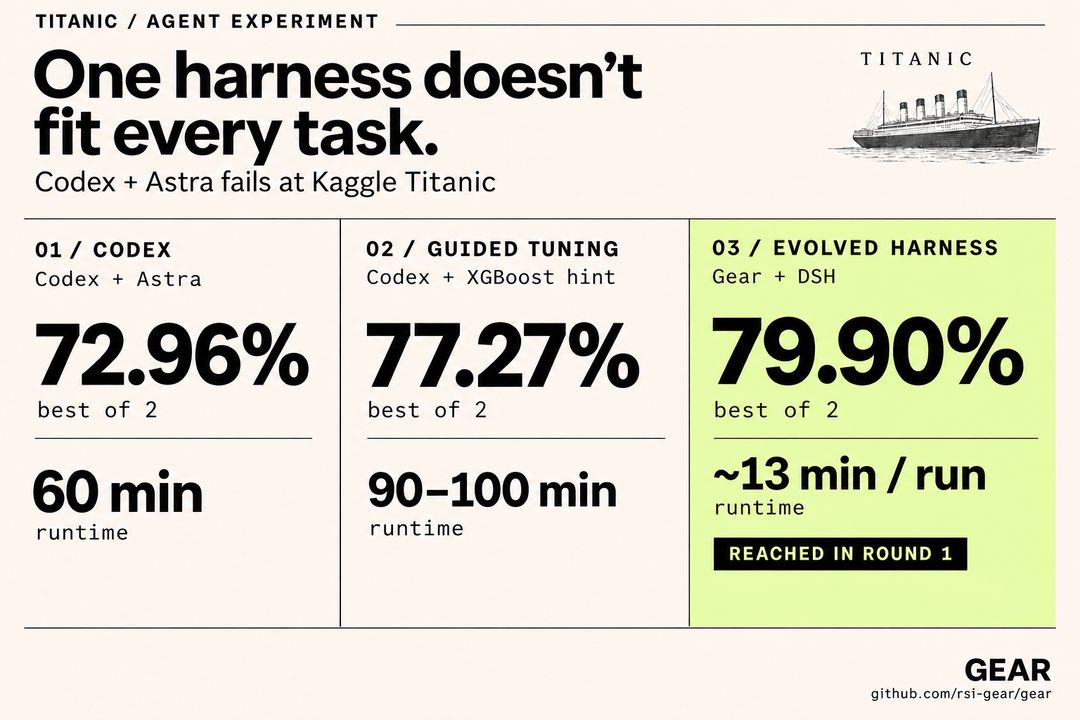 TITANIC / AGENT EXPERIMENT
One harness doesn’t
fit every task.
Codex + Astra fails at Kaggle Titanic
TITANIC
01 / CODEX
Codex + Astra
72.96%
best of 2
60 min
runtime
02 / GUIDED TUNING
Codex + XGBoost hint
77.27%
best of 2
90–100 min
runtime
03 / EVOLVED HARNESS
Gear + DSH
79.90%
best of 2
~13 min / run
runtime
REACHED IN ROUND 1
GEAR
github.com/rsi-gear/gear